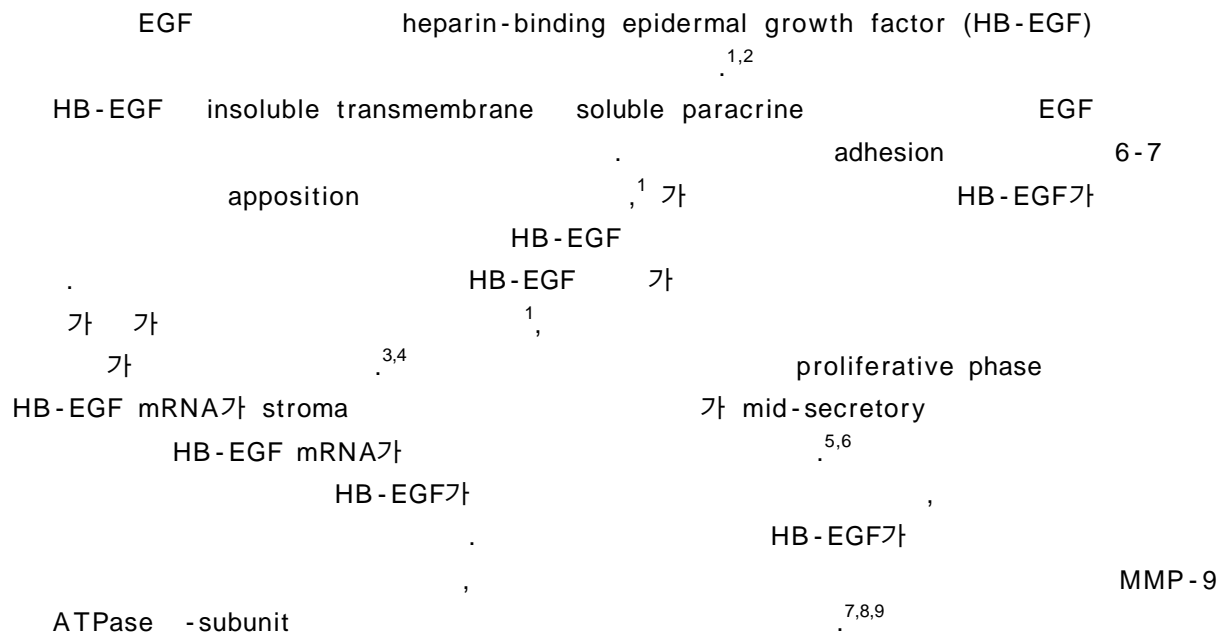 EGF heparin-binding epidermal growth factor (HB-EGF)
.1,2
HB-EGF insoluble transmembrane soluble paracrine EGF
. adhesion 6-7
apposition ,1 가 HB-EGF가
HB-EGF
. HB-EGF 가
가 가 1,
가 .3,4 proliferative phase
HB-EGF mRNA가 stroma 가 mid-secretory
HB-EGF mRNA가 .5,6
HB-EGF가 ,
. HB-EGF가
, MMP-9
ATPase -subunit .7,8,9